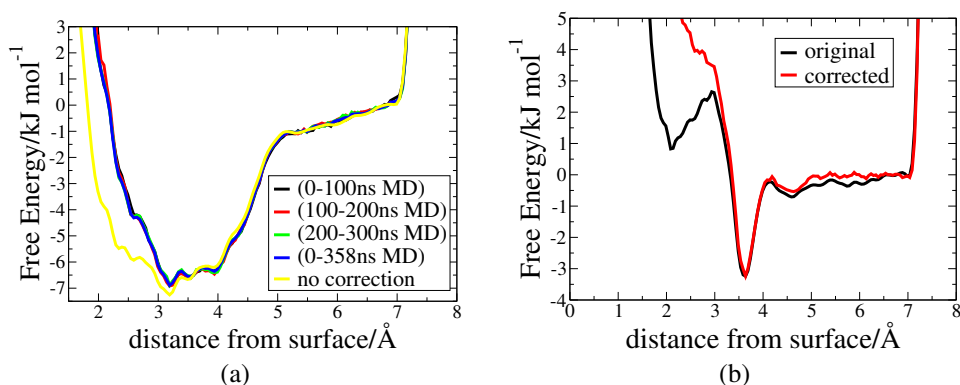 3
2
1
0
-1
-2
-3
-4
-5
-6
-7
Free Energy/kJ mol-1
(0-100ns MD)
(100-200ns MD)
(200-300ns MD)
(0-358ns MD)
no correction
2 3 4 5 6 7 8
distance from surface/Å
(a)
5
4
3
2
1
0
-1
-2
-3
-4
Free Energy/kJ mol-1
original
corrected
0 1 2 3 4 5 6 7 8
distance from surface/Å
(b)